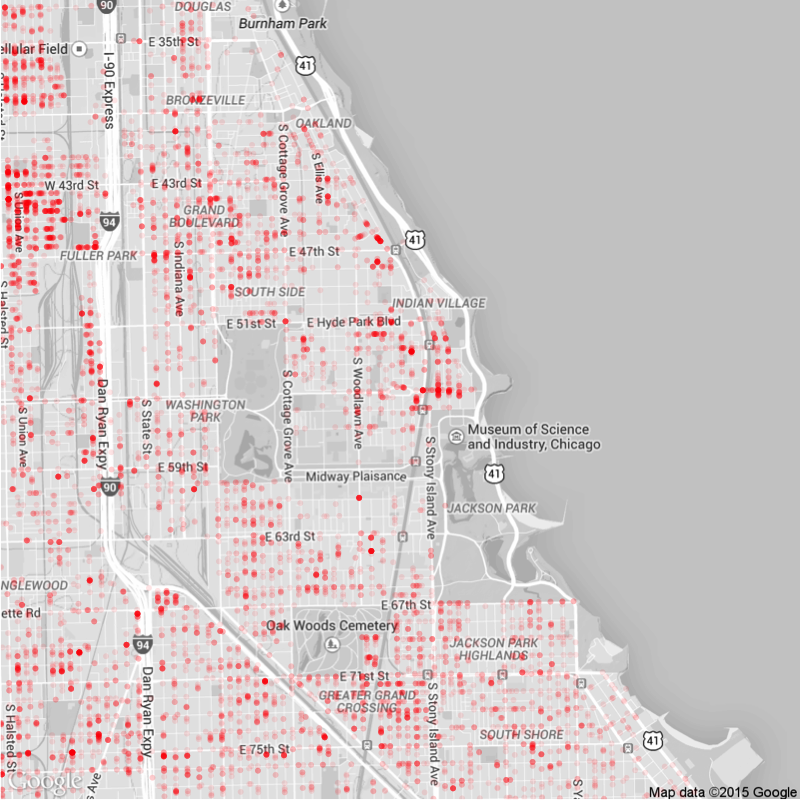 90
DOUGLAS
Burnham Park
E 35th St
ellular Field
41
I-90 Express
BRONZEVILLE
OAKLAND
S Cottage Grove Ave
S Ellis Ave
W 43rd St
E 43rd St
S Union Ave
GRAND
BOULEVARD
94
41
E 47th St
FULLER PARK
S Indiana Ave
S Halsted St
SOUTH SIDE
INDIAN VILLAGE
E 51st St
E Hyde Park Blvd
Dan Ryan Expy
S Cottage Grove Ave
S Woodlawn Ave
S Union Ave
S State St
WASHINGTON
PARK
Museum of Science
and Industry, Chicago
E 59th St
Midway Plaisance
S Stony Island Ave
41
90
JACKSON PARK
E 63rd St
NGLEWOOD
ette Rd
E 67th St
Oak Woods Cemetery
94
JACKSON PARK
HIGHLANDS
Dan Ryan Expy
E 71st St
S Halsted St
GREATER GRAND
CROSSING
S Stony Island Ave
SOUTH SHORE
41
E 75th St
Google
s Ave
S Ya
Map data ©2015 Google